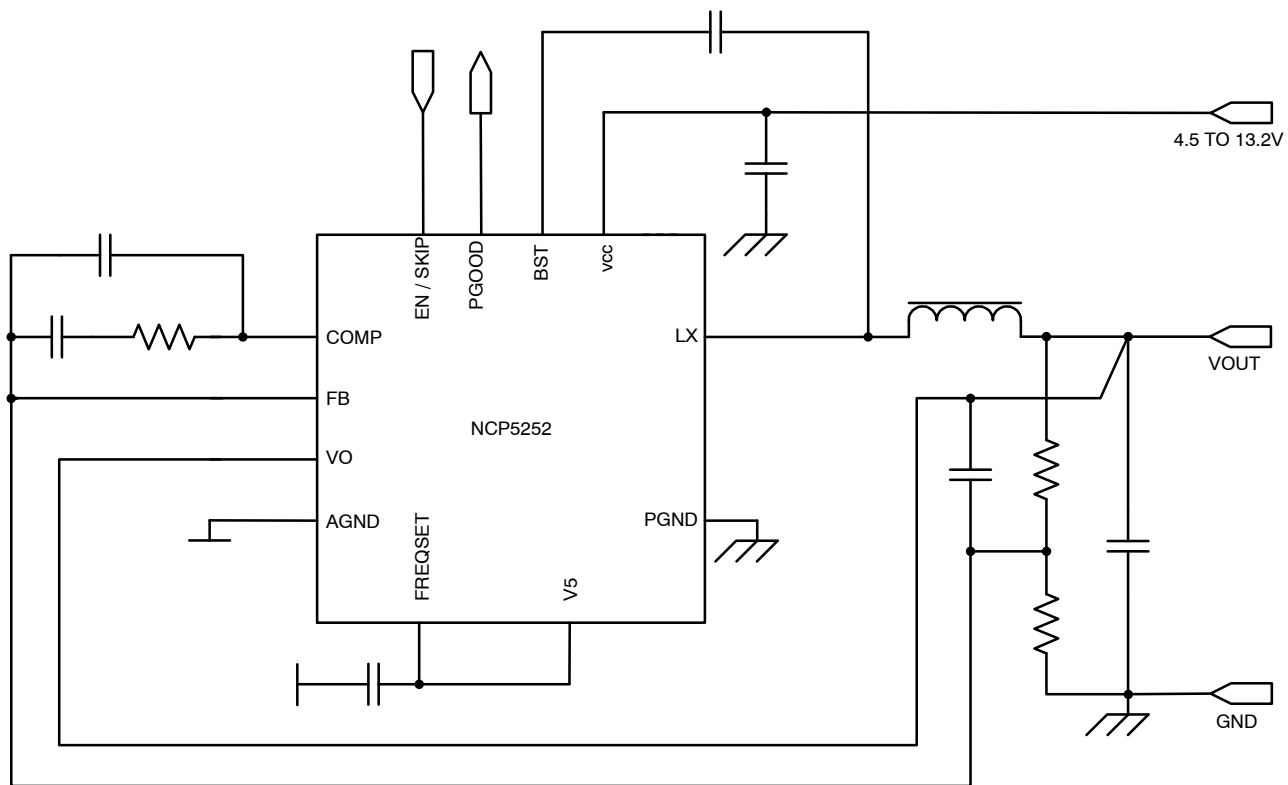 4.5 TO 13.2V
EN / SKIP
PGOOD
BST
vcc
COMP
LX
VOUT
FB
NCP5252
VO
AGND
PGND
FREQSET
V5
GND